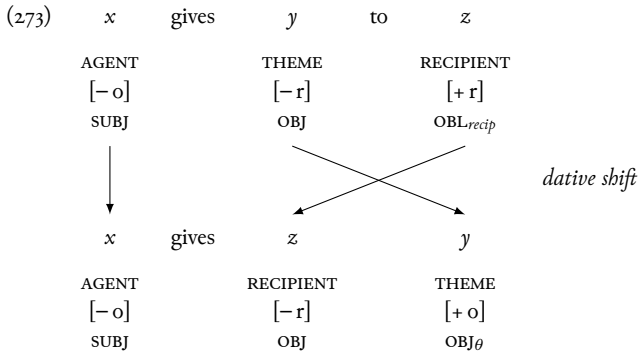 (273) x gives y to z
AGENT THEME RECIPIENT
[– o] [– r] [+ r]
SUBJ OBJ OBLrecip
dative shift
x gives z y
AGENT RECIPIENT THEME
[– o] [– r] [+ o]
SUBJ OBJ OBJθ